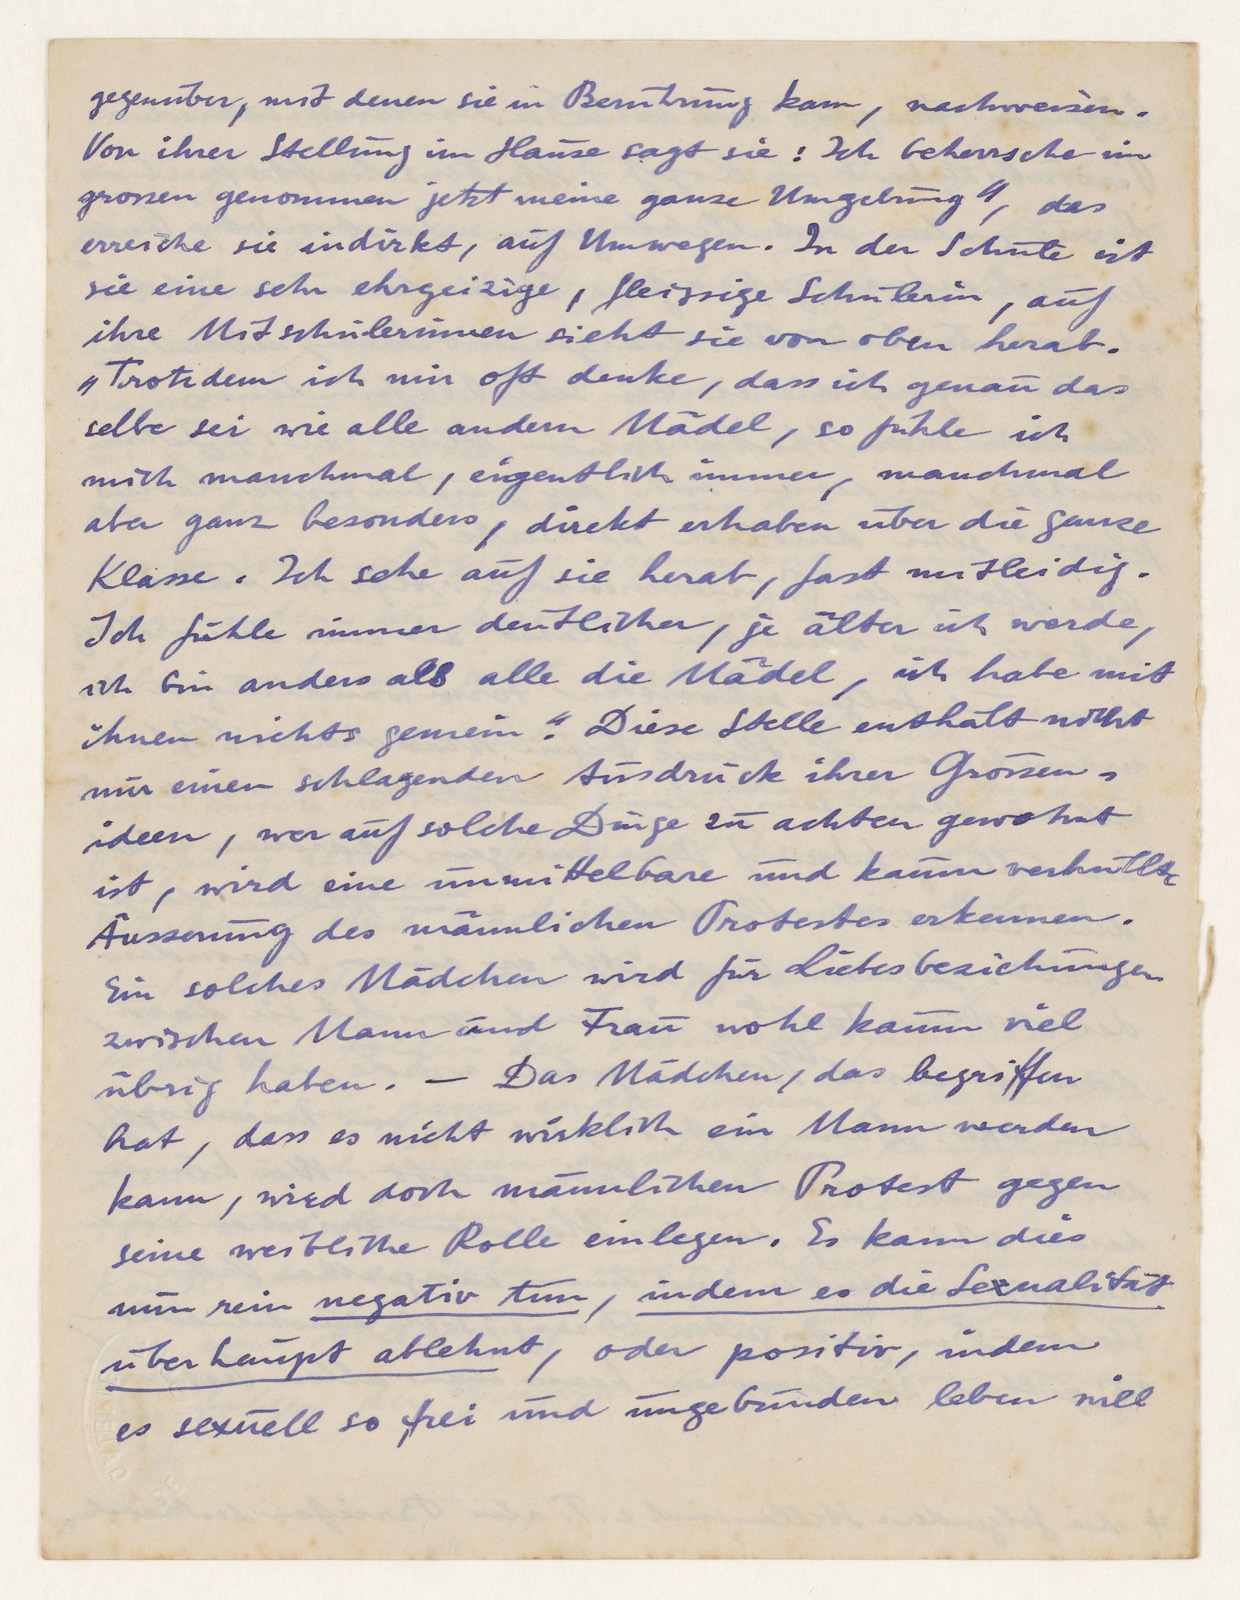 gegenüber, mit denen sie in Berührung kam, nachweisen.
Von ihrer Stellung im Hause sagt sie: Ich beherrsche im
grossen genommen jetzt meine ganze Umgebung", das
erreiche sie indirkt, auf Umwegen. In der Schule ist
sie eine sehr ehrgeizige, fleissige Schülerin, auf
ihre Mitschülerinnen sieht sie von oben herab.
"Trotzdem ich mir oft denke, dass ich genau das
selbe sei wie alle andern Mädel, so fühle ich
mich manchmal, eigentlich immer, manchmal
aber ganz besonders, direkt erhaben über die ganze
Klasse. Ich sehe auf sie herab, fast mitleidig.
Ich fühle immer deutlicher, je älter ich werde,
ich bin anders als alle die Mädel, ich habe mit
ihnen nichts gemein". Diese Stelle enthält nicht
nur einen schlagenden Ausdruck ihrer Grössen-
ideen, wer auf solche Dinge zu achten gewohnt
ist, wird eine unmittelbare und kaum verhüllte
Äusserung des männlichen Protestes erkennen.
Ein solches Mädchen wird für Liebesbeziehungen
zwischen Mann und Frau wohl kaum viel
übrig haben. — Das Mädchen, das begriffen
hat, dass es nicht wirklich ein Mann werden
kann, wird doch männlichen Protest gegen
seine weibliche Rolle einlegen. Es kann dies
nun rein negativ tun, indem es die Sexualität
überhaupt ablehnt, oder positiv, indem
es sexuell so frei und ungebunden leben will